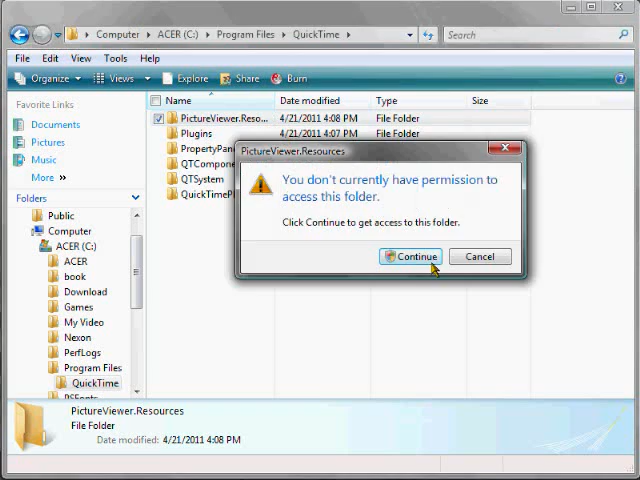 Computer ▸ ACER (C:) ▸ Program Files ▸ QuickTime ▸
Search
File Edit View Tools Help
Organize Views Explore Share Burn
Favorite Links
Documents
Pictures
Music
More »
Folders
Public
Computer
ACER (C:)
ACER
book
Download
Games
My Video
Nexon
PerfLogs
Program Files
QuickTime
Name Date modified Type Size
PictureViewer.Reso... 4/21/2011 4:08 PM File Folder
Plugins 4/21/2011 4:07 PM File Folder
PropertyPan
QTCompone
QTSystem
QuickTimePl
PictureViewer.Resources
You don't currently have permission to
access this folder.
Click Continue to get access to this folder.
Continue Cancel
PictureViewer.Resources
File Folder
Date modified: 4/21/2011 4:08 PM